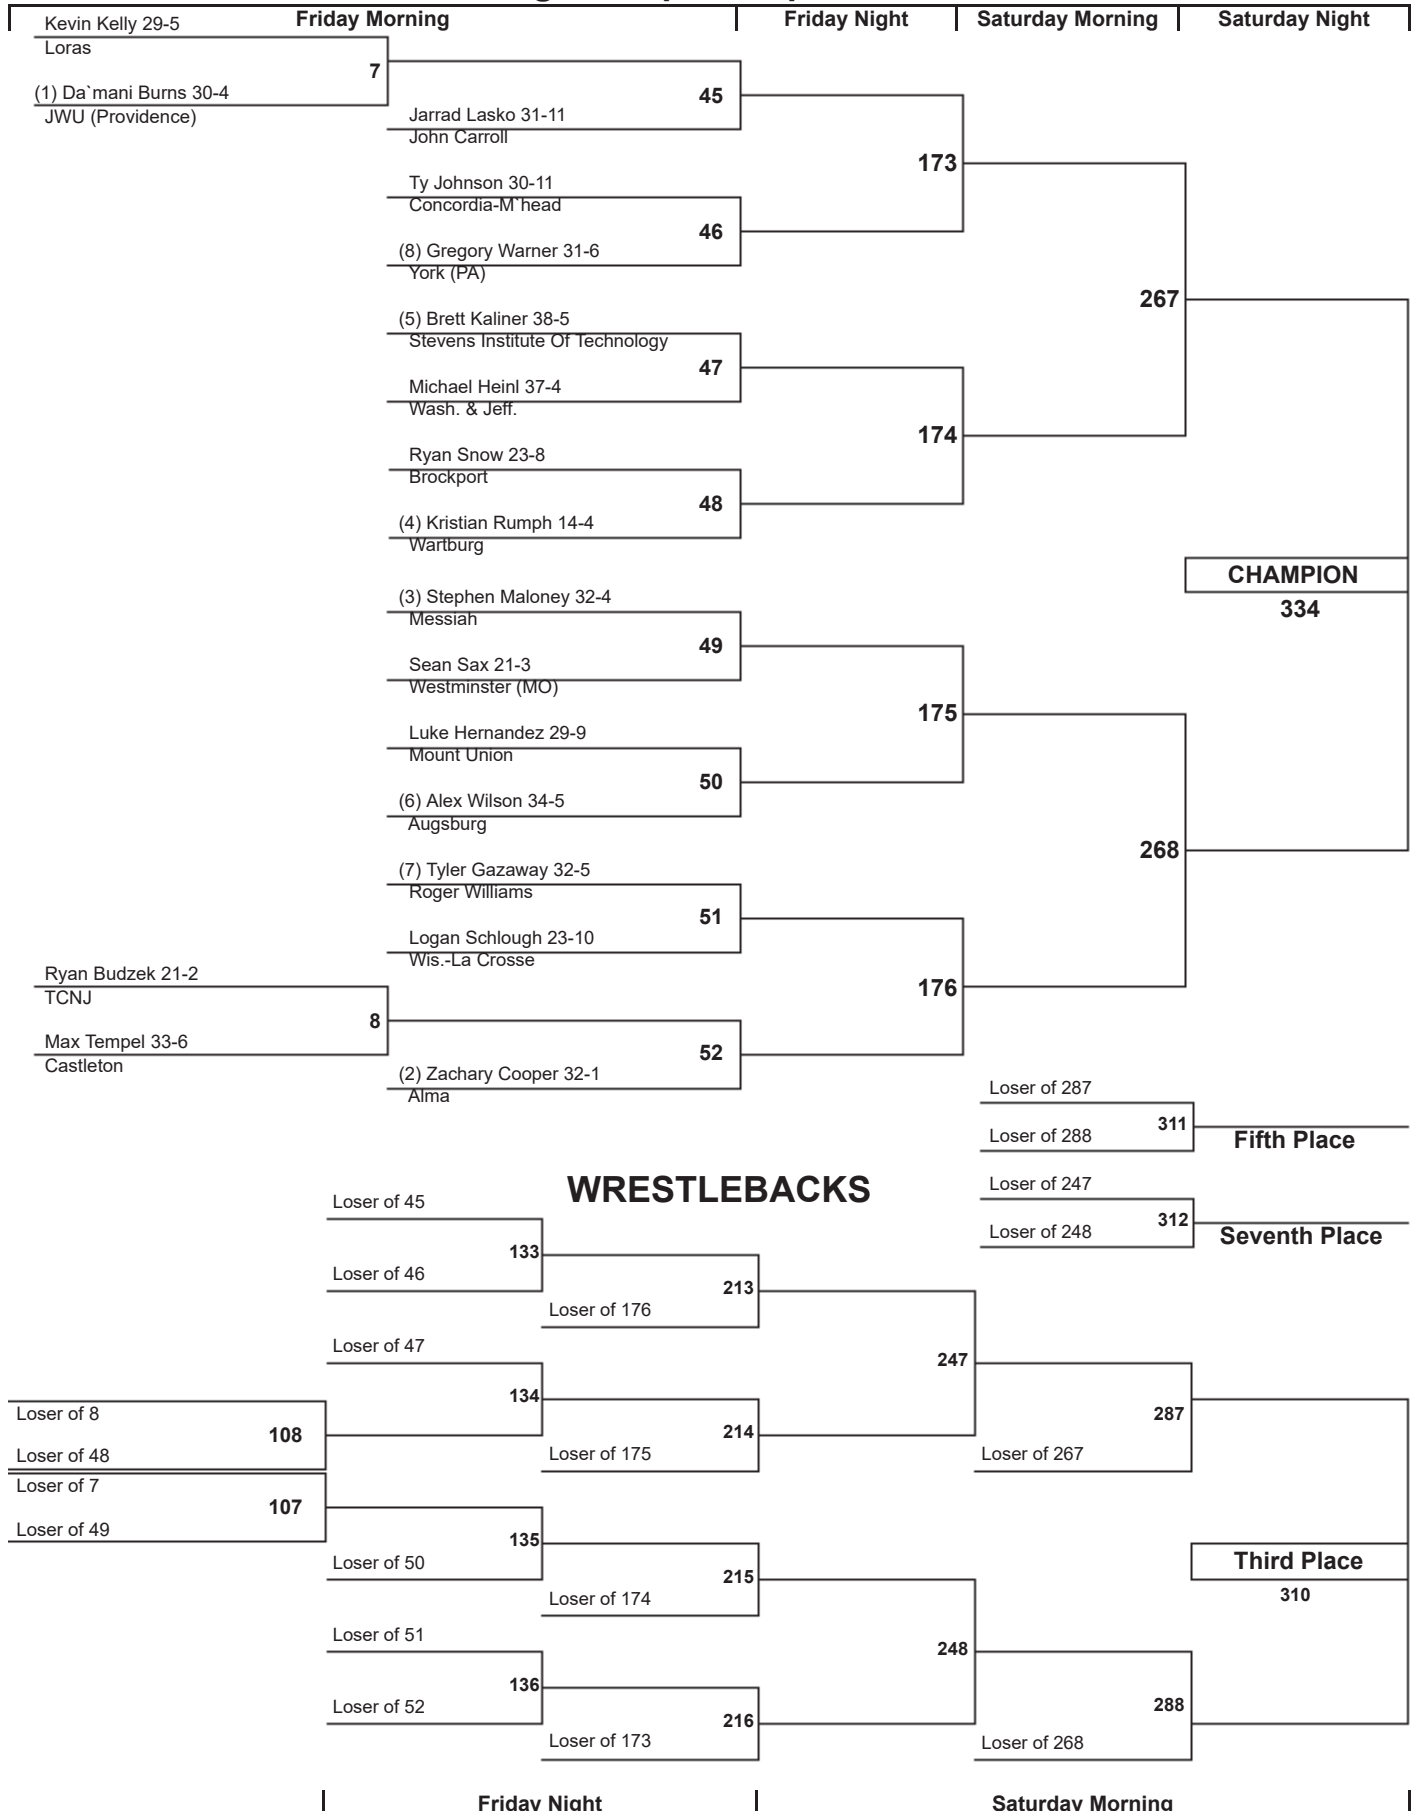 Friday Morning
Friday Night
Saturday Morning
Saturday Night
Kevin Kelly 29-5
Loras
7
(1) Da`mani Burns 30-4
JWU (Providence)
45
Jarrad Lasko 31-11
John Carroll
173
Ty Johnson 30-11
Concordia-M`head
46
(8) Gregory Warner 31-6
York (PA)
267
(5) Brett Kaliner 38-5
Stevens Institute Of Technology
47
Michael Heinl 37-4
Wash. & Jeff.
174
Ryan Snow 23-8
Brockport
48
(4) Kristian Rumph 14-4
Wartburg
CHAMPION
334
(3) Stephen Maloney 32-4
Messiah
49
Sean Sax 21-3
Westminster (MO)
175
Luke Hernandez 29-9
Mount Union
50
(6) Alex Wilson 34-5
Augsburg
268
(7) Tyler Gazaway 32-5
Roger Williams
51
Logan Schlough 23-10
Wis.-La Crosse
176
Ryan Budzek 21-2
TCNJ
8
Max Tempel 33-6
Castleton
52
(2) Zachary Cooper 32-1
Alma
Loser of 287
311
Loser of 288
Fifth Place
WRESTLEBACKS
Loser of 247
312
Loser of 248
Seventh Place
Loser of 45
133
Loser of 46
213
Loser of 176
Loser of 47
247
134
Loser of 8
108
Loser of 48
214
Loser of 175
287
Loser of 267
Loser of 7
107
Loser of 49
135
Loser of 50
215
Loser of 174
Third Place
310
Loser of 51
248
136
Loser of 52
216
Loser of 173
288
Loser of 268
Friday Night
Saturday Morning